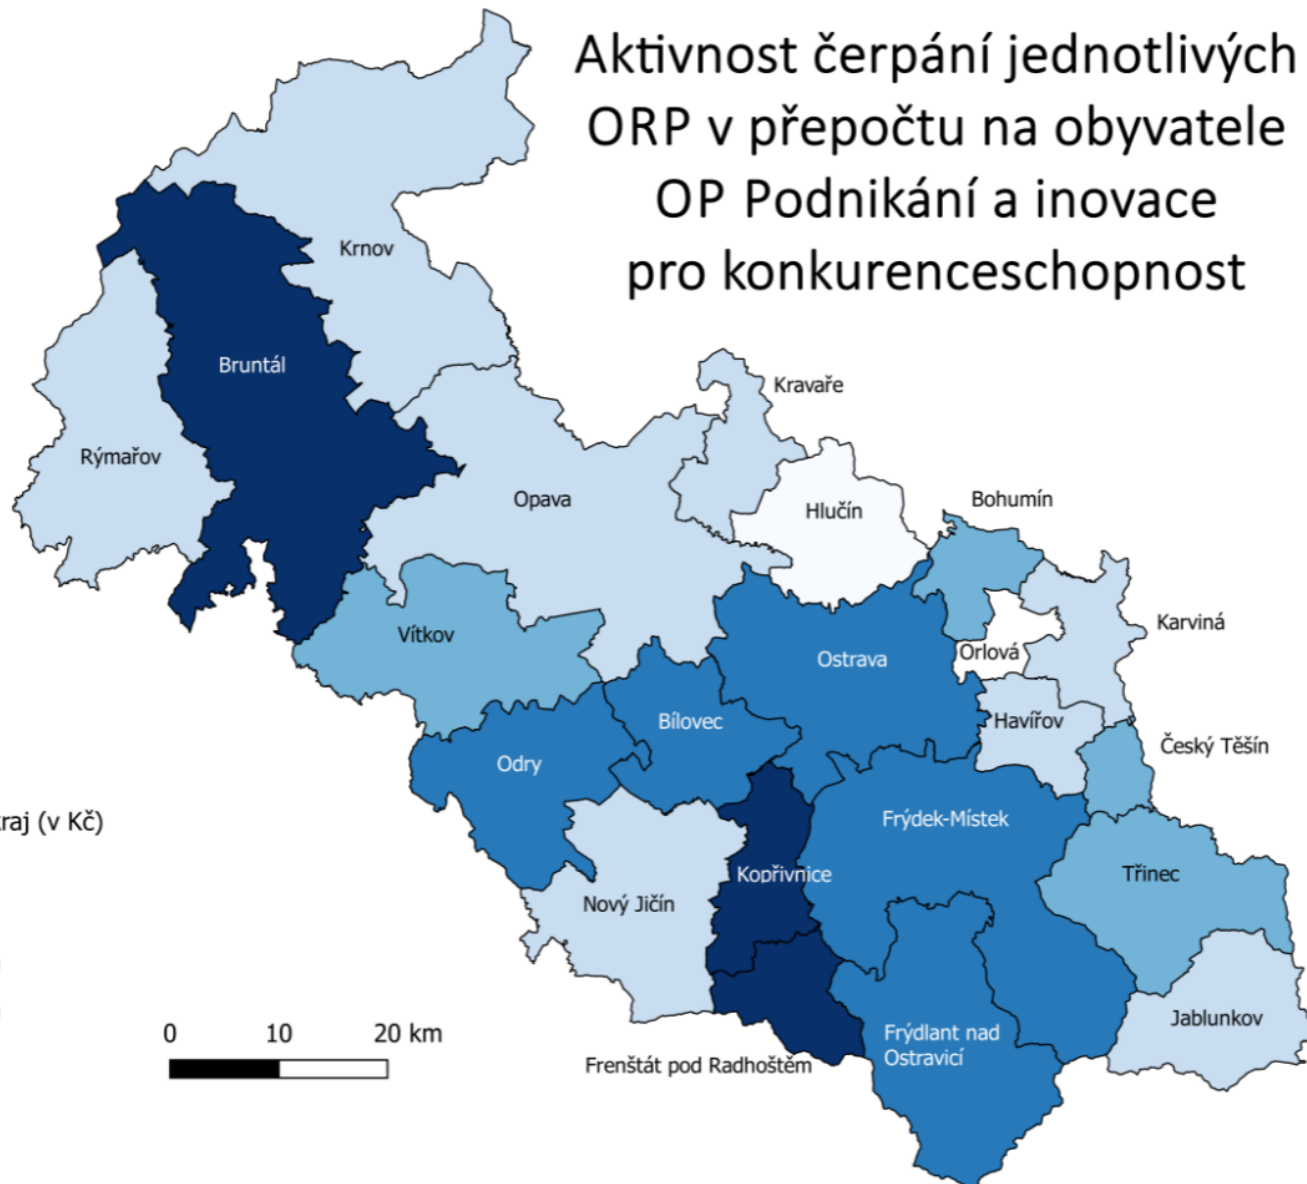 Aktivnost čerpání jednotlivých
ORP v přepočtu na obyvatele
OP Podnikání a inovace
pro konkurenceschopnost
Krnov
Bruntál
Kravaře
Rýmařov
Opava
Hlučín
Bohumín
Karviná
Vítkov
Orlová
Ostrava
Bílovec
Havířov
Český Těšín
Odry
(v Kč)
Frýdek-Místek
Kopřivnice
Třinec
Nový Jičín
Jablunkov
0 10 20 km
Frýdlant nad
Ostravicí
Frenštát pod Radhoštěm